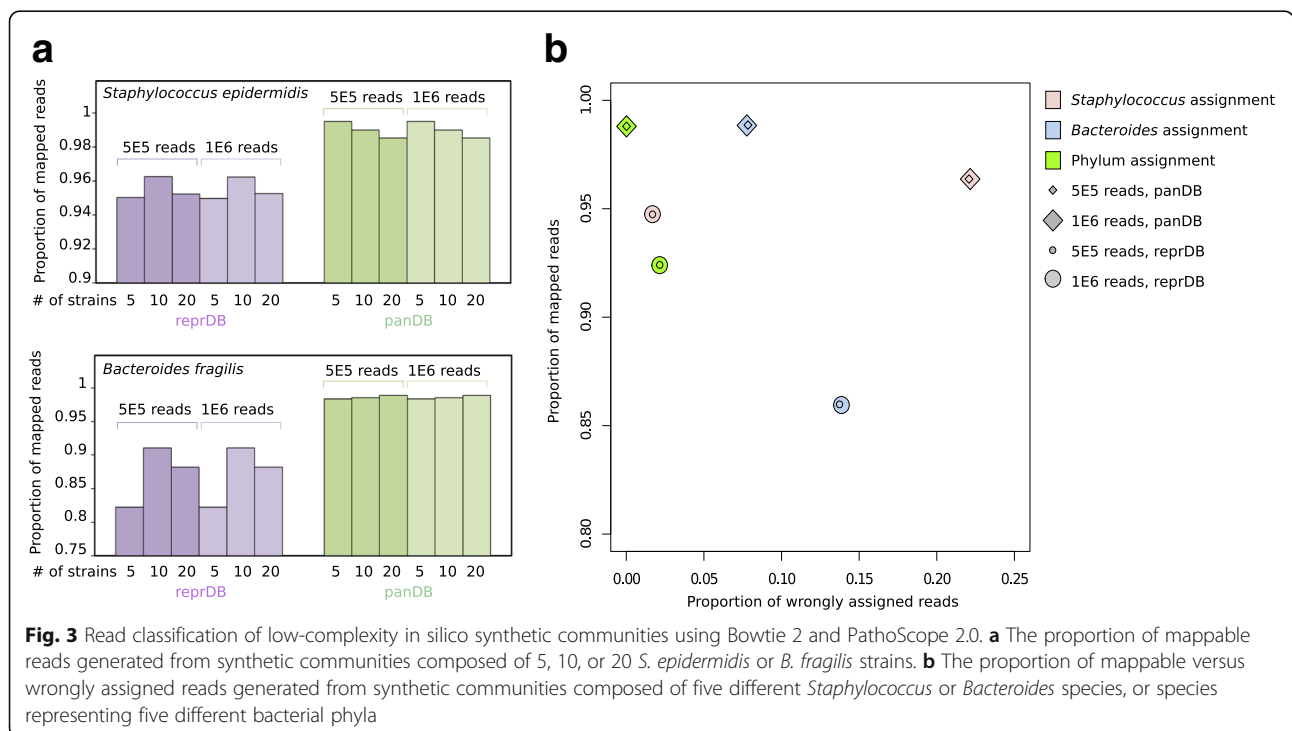 a
Staphylococcus epidermidis
5E5 reads 1E6 reads
5E5 reads 1E6 reads
Proportion of mapped reads
1
0.98
0.96
0.94
0.92
0.9
# of strains 5 10 20 5 10 20 5 10 20 5 10 20
reprDB panDB
Bacteroides fragilis
5E5 reads 1E6 reads
5E5 reads 1E6 reads
Proportion of mapped reads
1
0.95
0.9
0.85
0.8
0.75
# of strains 5 10 20 5 10 20 5 10 20 5 10 20
reprDB panDB
b
Proportion of mapped reads
1.00
0.95
0.90
0.85
0.80
0.00 0.05 0.10 0.15 0.20 0.25
Proportion of wrongly assigned reads
Staphylococcus assignment
Bacteroides assignment
Phylum assignment
5E5 reads, panDB
1E6 reads, panDB
5E5 reads, reprDB
1E6 reads, reprDB
Fig. 3 Read classification of low-complexity in silico synthetic communities using Bowtie 2 and PathoScope 2.0. a The proportion of mappable
reads generated from synthetic communities composed of 5, 10, or 20 S. epidermidis or B. fragilis strains. b The proportion of mappable versus
wrongly assigned reads generated from synthetic communities composed of five different Staphylococcus or Bacteroides species, or species
representing five different bacterial phyla